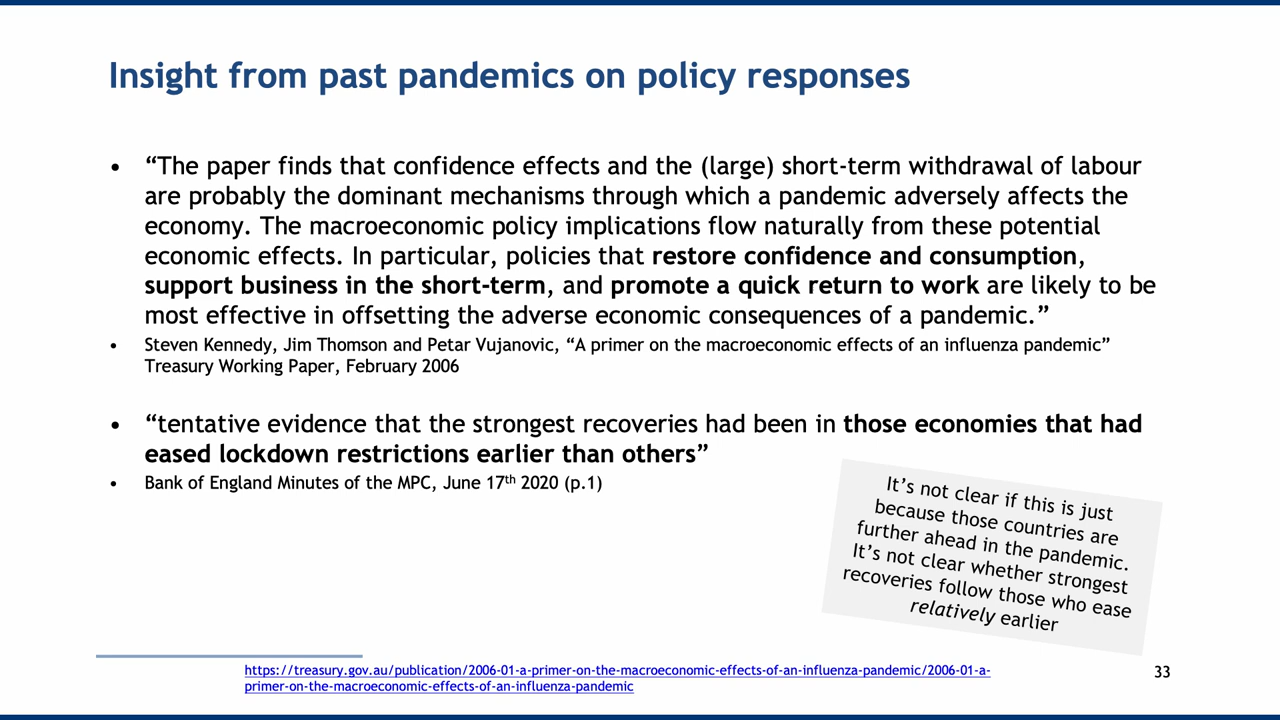 Insight from past pandemics on policy responses
• “The paper finds that confidence effects and the (large) short-term withdrawal of labour
are probably the dominant mechanisms through which a pandemic adversely affects the
economy. The macroeconomic policy implications flow naturally from these potential
economic effects. In particular, policies that restore confidence and consumption,
support business in the short-term, and promote a quick return to work are likely to be
most effective in offsetting the adverse economic consequences of a pandemic.”
• Steven Kennedy, Jim Thomson and Petar Vujanovic, “A primer on the macroeconomic effects of an influenza pandemic”
Treasury Working Paper, February 2006
• “tentative evidence that the strongest recoveries had been in those economies that had
eased lockdown restrictions earlier than others”
• Bank of England Minutes of the MPC, June 17th 2020 (p.1)
It’s not clear if this is just
because those countries are
further ahead in the pandemic.
It’s not clear whether strongest
recoveries follow those who ease
relatively earlier
https://treasury.gov.au/publication/2006-01-a-primer-on-the-macroeconomic-effects-of-an-influenza-pandemic/2006-01-a-
primer-on-the-macroeconomic-effects-of-an-influenza-pandemic
33